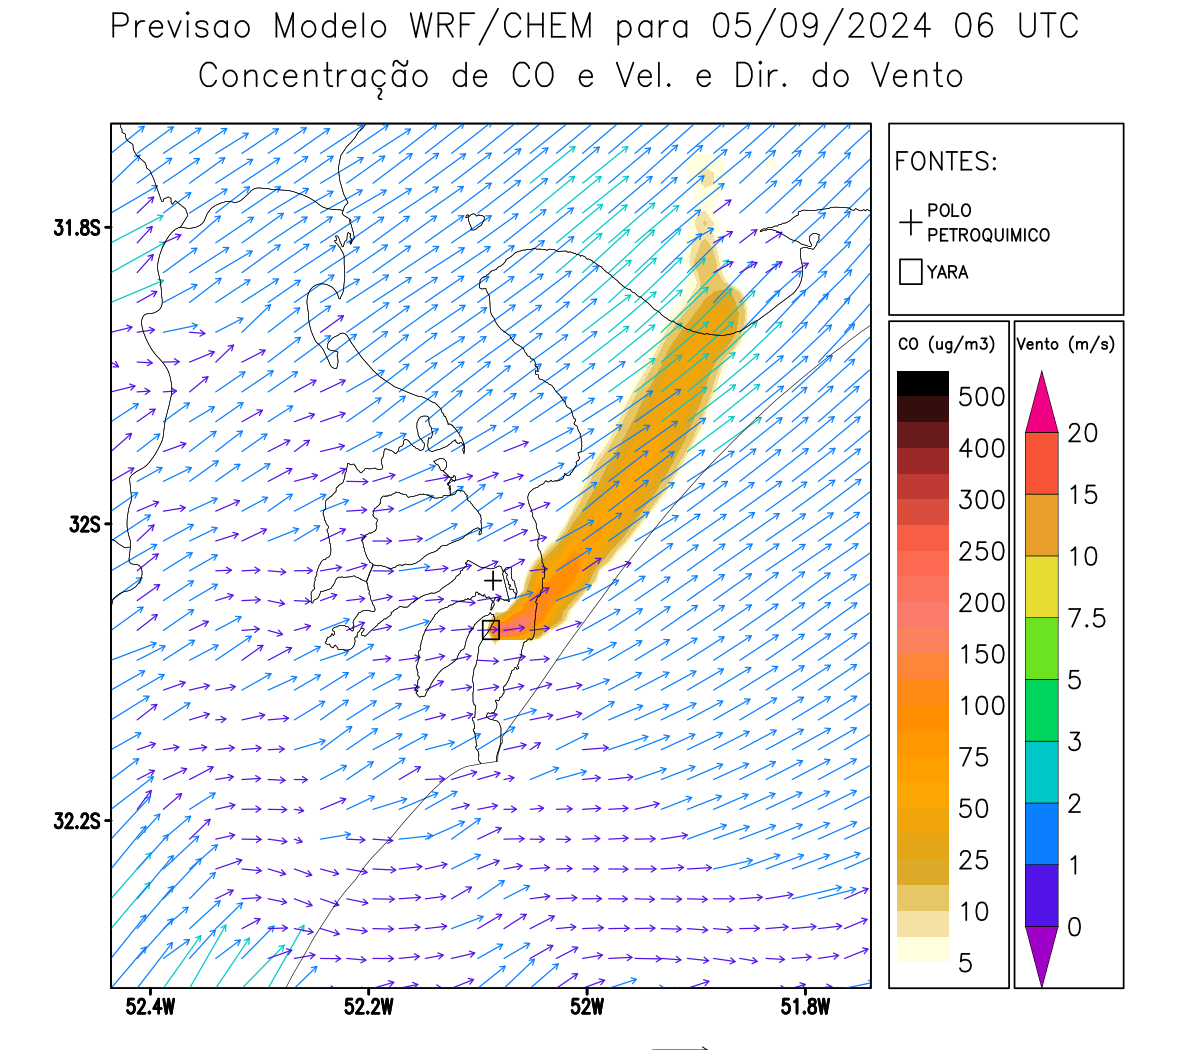 Previsao Modelo WRF/CHEM para 05/09/2024 06 UTC
Concentração de CO e Vel. e Dir. do Vento
FONTES:
POLO
PETROQUIMICO
YARA
CO (ug/m3)
500
400
300
250
200
150
100
75
50
25
10
5
Vento (m/s)
20
15
10
7.5
5
3
2
1
0
31.8S
32S
32.2S
52.4W 52.2W 52W 51.8W